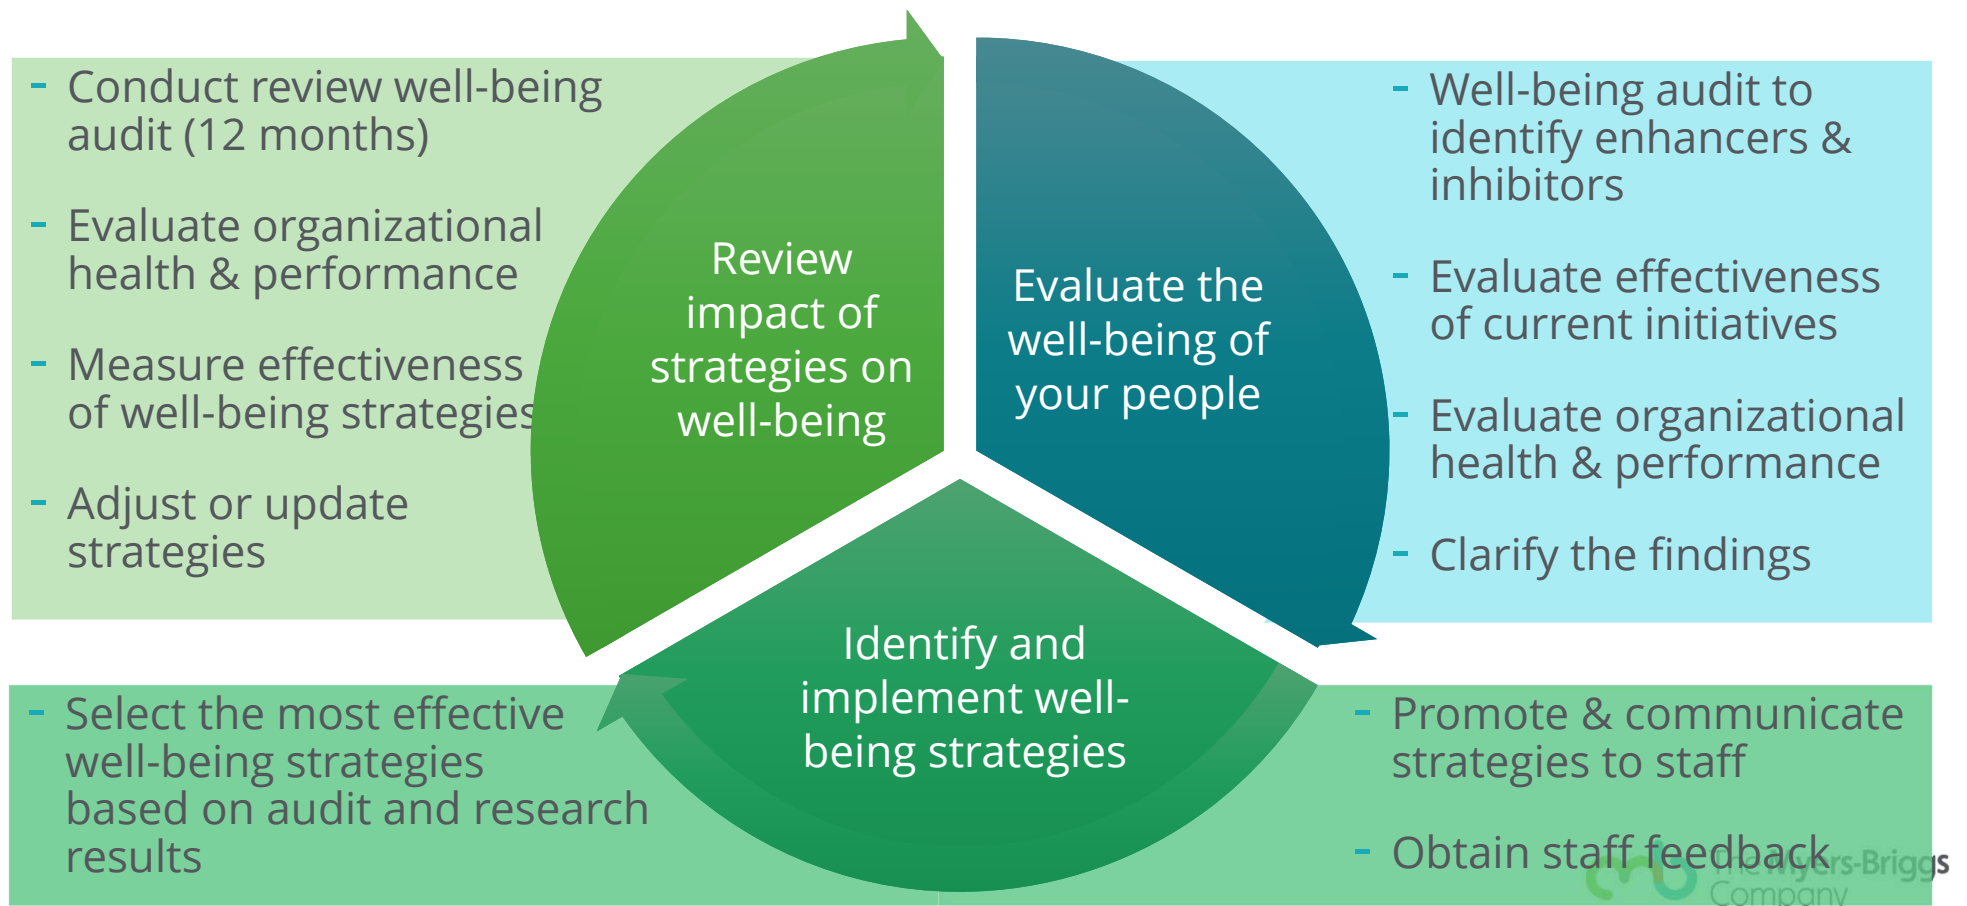 - Conduct review well-being
audit (12 months)
- Evaluate organizational
health & performance
- Measure effectiveness
of well-being strategies
- Adjust or update
strategies
Review
impact of
strategies on
well-being
Evaluate the
well-being of
your people
- Well-being audit to
identify enhancers &
inhibitors
- Evaluate effectiveness
of current initiatives
- Evaluate organizational
health & performance
- Clarify the findings
Identify and
implement well-
being strategies
- Select the most effective
well-being strategies
based on audit and research
results
- Promote & communicate
strategies to staff
- Obtain staff feedback
The Myers-Briggs
Company